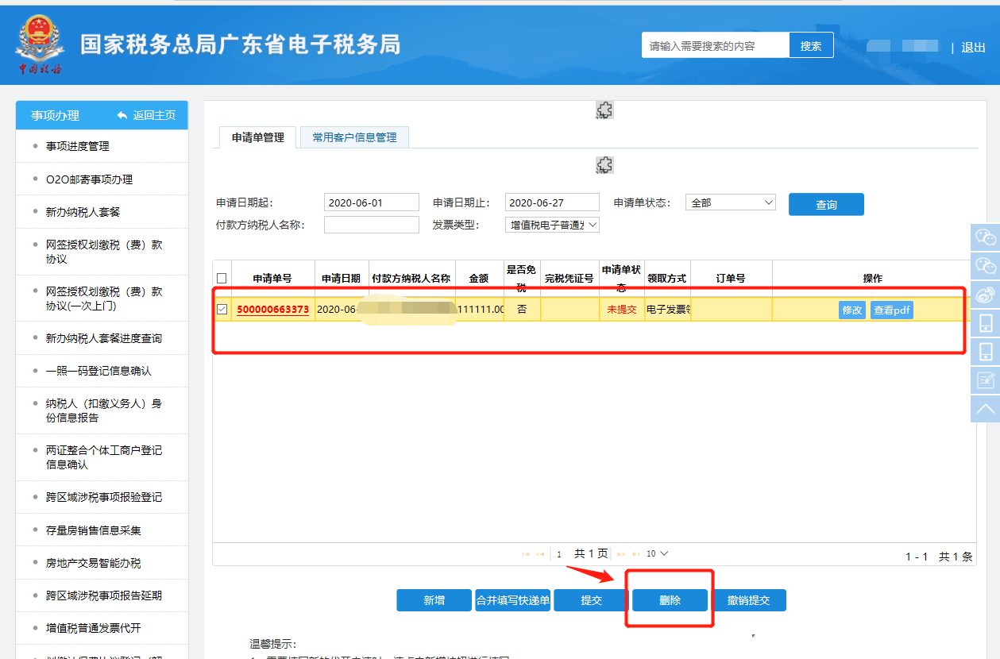 国家税务总局广东省电子税务局
中国税务
请输入需要搜索的内容 搜索
| 退出
事项办理 返回主页
事项进度管理
O2O邮寄事项办理
新办纳税人套餐
网签授权划缴税（费）款
协议
网签授权划缴税（费）款
协议(一次上门)
新办纳税人套餐进度查询
一照一码登记信息确认
纳税人（扣缴义务人）身
份信息报告
两证整合个体工商户登记
信息确认
跨区域涉税事项报验登记
存量房销售信息采集
房地产交易智能办税
跨区域涉税事项报告延期
增值税普通发票代开
申请单管理 常用客户信息管理
申请日期起： 2020-06-01 申请日期止： 2020-06-27 申请单状态： 全部 查询
付款方纳税人名称： 发票类型： 增值税电子普通发
申请单号 申请日期 付款方纳税人名称 金额 是否免税 完税凭证号 申请单状态 领取方式 订单号 操作
500000663373 2020-06- 111111.00 否 未提交 电子发票领 修改 查看pdf
1 共 1 页 10
1 - 1 共 1 条
新增 合并填写快递单 提交 删除 撤销提交
温馨提示：